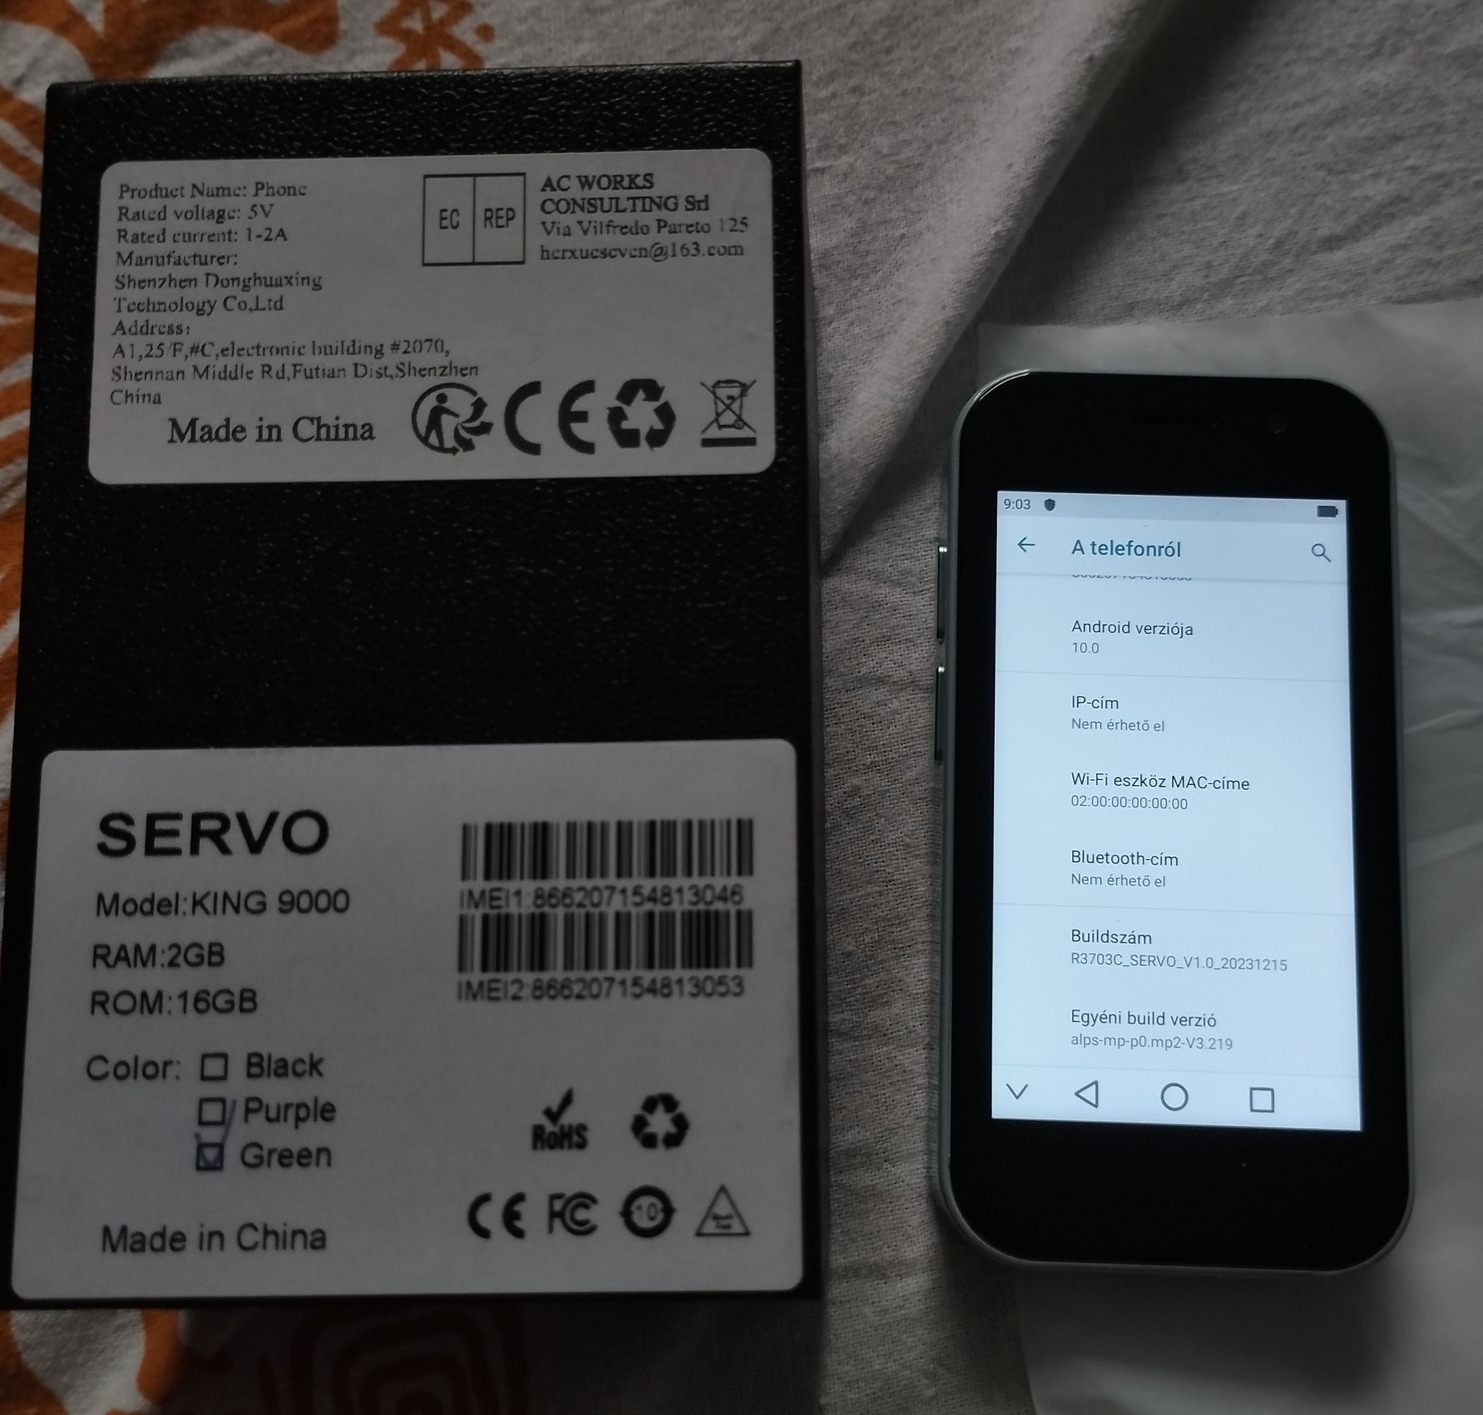 Product Name: Phone
Rated voltage: 5V
Rated current: 1-2A
Manufacturer:
Shenzhen Donghuaxing
Technology Co,Ltd
Address:
A1,25/F,#C,electronic building #2070,
Shennan Middle Rd,Futian Dist,Shenzhen
China
Made in China
EC REP
AC WORKS
CONSULTING Srl
Via Vilfredo Pareto 125
herxueseven@163.com
CE
SERVO
Model:KING 9000
RAM:2GB
ROM:16GB
Color: Black
Purple
Green
Made in China
IMEI1:866207154813046
IMEI2:866207154813053
RoHS
CE FC 10
9:03
A telefonról
Android verziója
10.0
IP-cím
Nem érhető el
Wi-Fi eszköz MAC-címe
02:00:00:00:00:00
Bluetooth-cím
Nem érhető el
Buildszám
R3703C_SERVO_V1.0_20231215
Egyéni build verzió
alps-mp-p0.mp2-V3.219